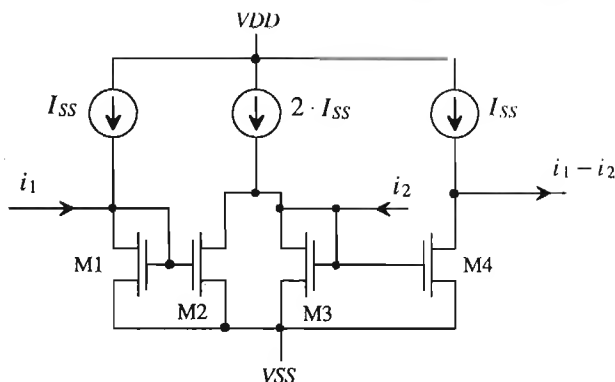 VDD
I_SS
2 · I_SS
I_SS
i_1
i_2
i_1 − i_2
M1
M2
M3
M4
VSS